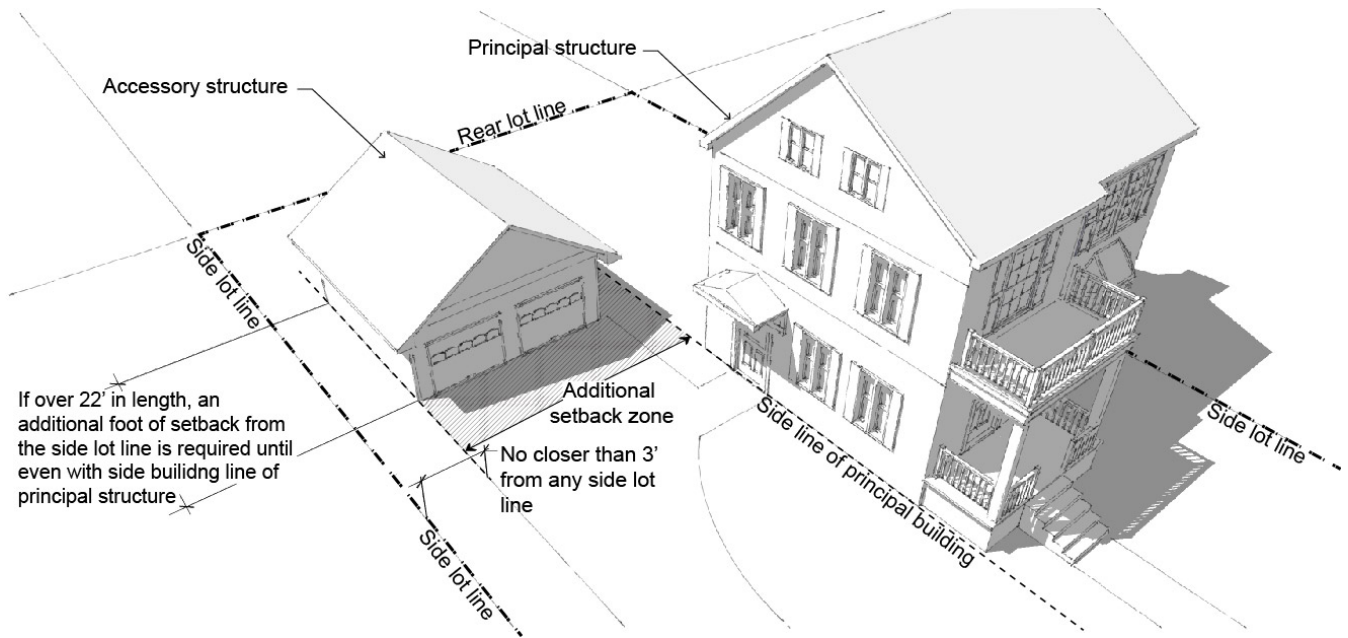 Principal structure
Accessory structure
Rear lot line
Side lot line
If over 22' in length, an
additional foot of setback from
the side lot line is required until
even with side builidng line of
principal structure
Additional
setback zone
No closer than 3'
from any side lot
line
Side lot line
Side line of principal building
Side lot line